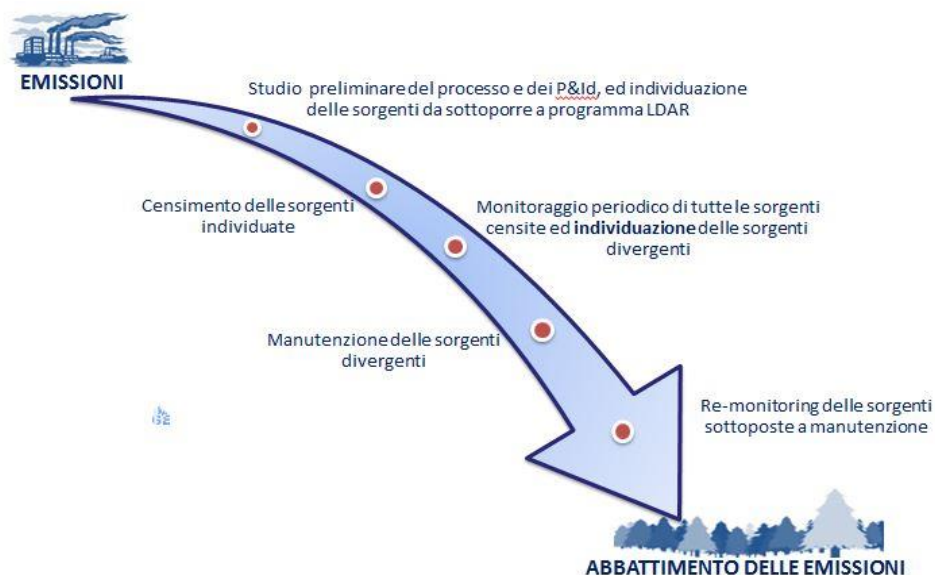 EMISSIONI
Studio preliminare del processo e dei P&Id, ed individuazione
delle sorgenti da sottoporre a programma LDAR
Censimento delle sorgenti
individuate
Monitoraggio periodico di tutte le sorgenti
censite ed individuazione delle sorgenti
divergenti
Manutenzione delle sorgenti
divergenti
Re-monitoring delle sorgenti
sottoposte a manutenzione
ABBATTIMENTO DELLE EMISSIONI